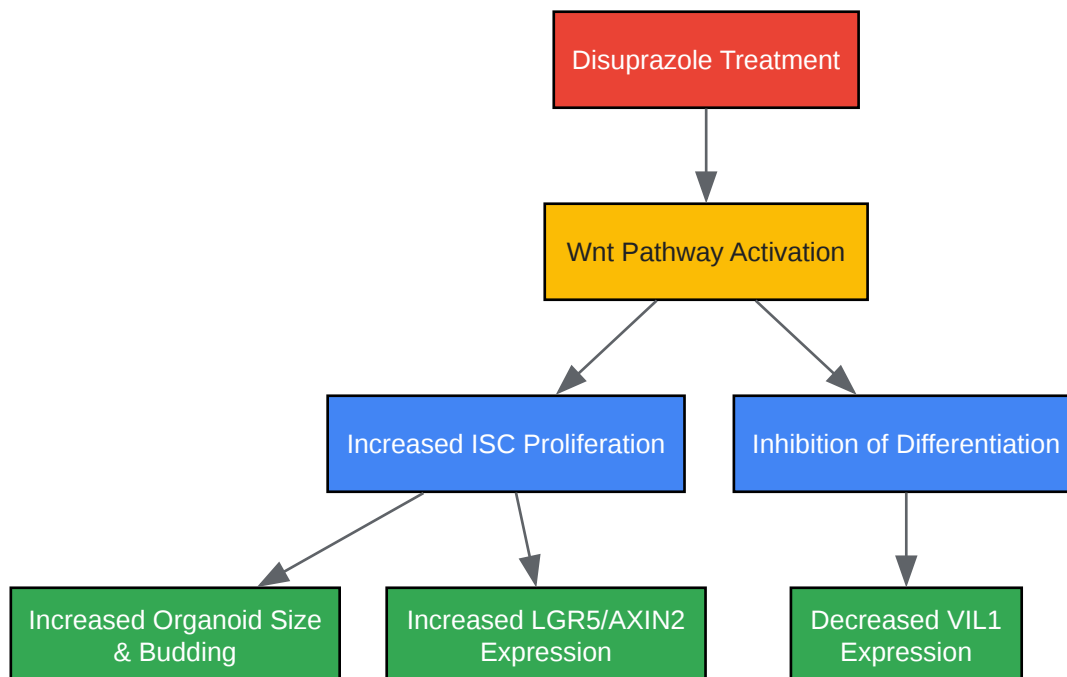 Disuprazole Treatment
Wnt Pathway Activation
Increased ISC Proliferation
Inhibition of Differentiation
Increased Organoid Size
& Budding
Increased LGR5/AXIN2
Expression
Decreased VIL1
Expression